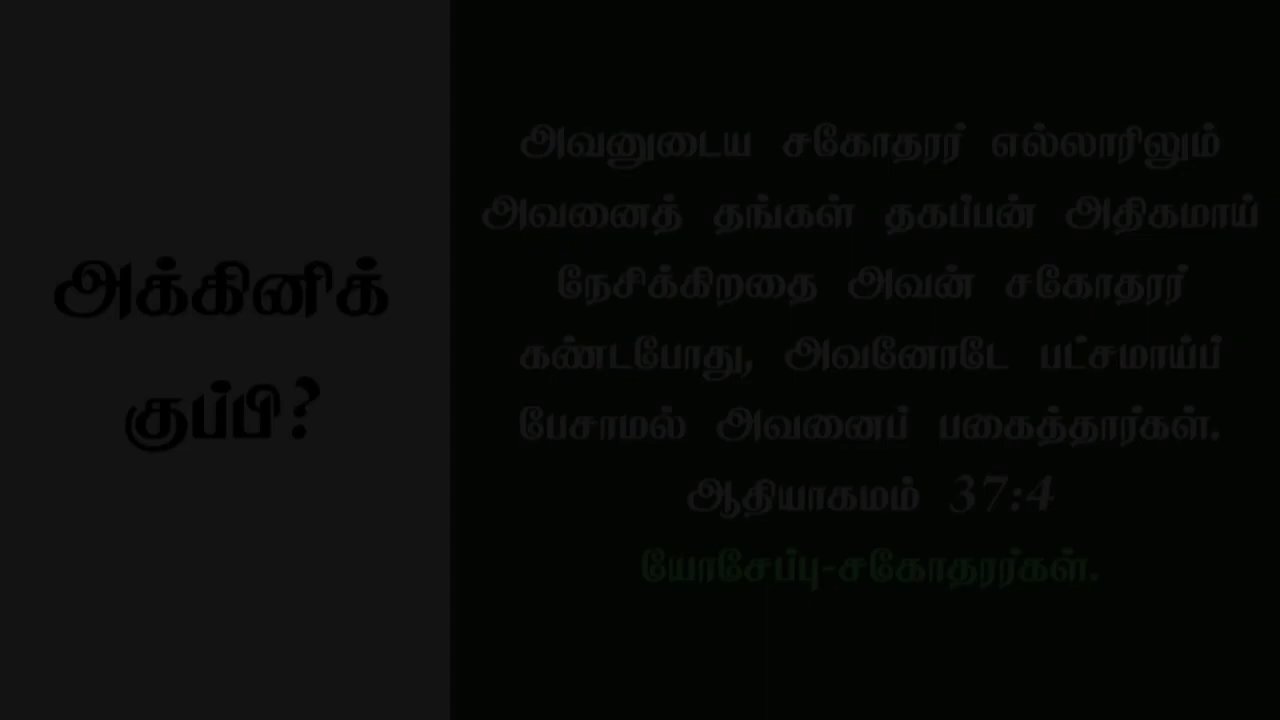 அக்கினிக்
குப்பி?
அவனுடைய சகோதரர் எல்லாரிலும்
அவனைத் தங்கள் தகப்பன் அதிகமாய்
நேசிக்கிறதை அவன் சகோதரர்
கண்டபோது, அவனோடே பட்சமாய்ப்
பேசாமல் அவனைப் பகைத்தார்கள்.
ஆதியாகமம் 37:4
யோசேப்பு-சகோதரர்கள்.